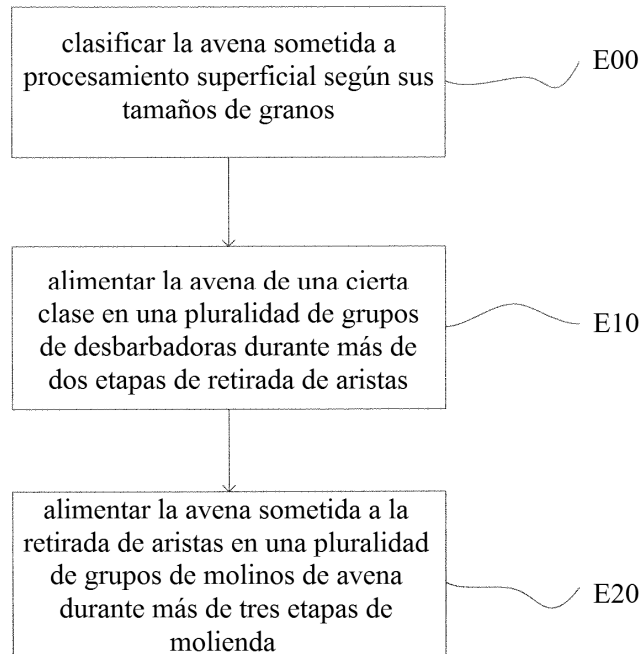 clasificar la avena sometida a
procesamiento superficial según sus
tamaños de granos
E00
alimentar la avena de una cierta
clase en una pluralidad de grupos
de desbarbadoras durante más de
dos etapas de retirada de aristas
E10
alimentar la avena sometida a la
retirada de aristas en una pluralidad
de grupos de molinos de avena
durante más de tres etapas de
molienda
E20